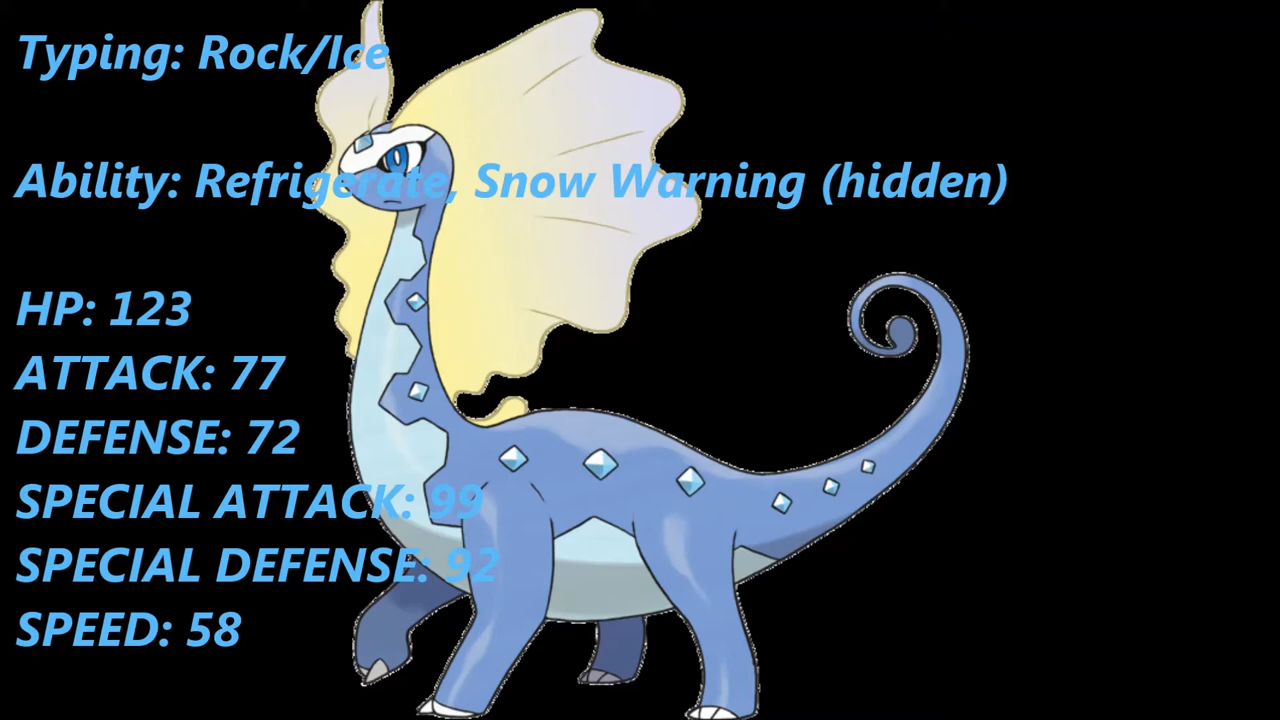 Typing: Rock/Ice
Ability: Refrigerate, Snow Warning (hidden)
HP: 123
ATTACK: 77
DEFENSE: 72
SPECIAL ATTACK: 99
SPECIAL DEFENSE: 92
SPEED: 58